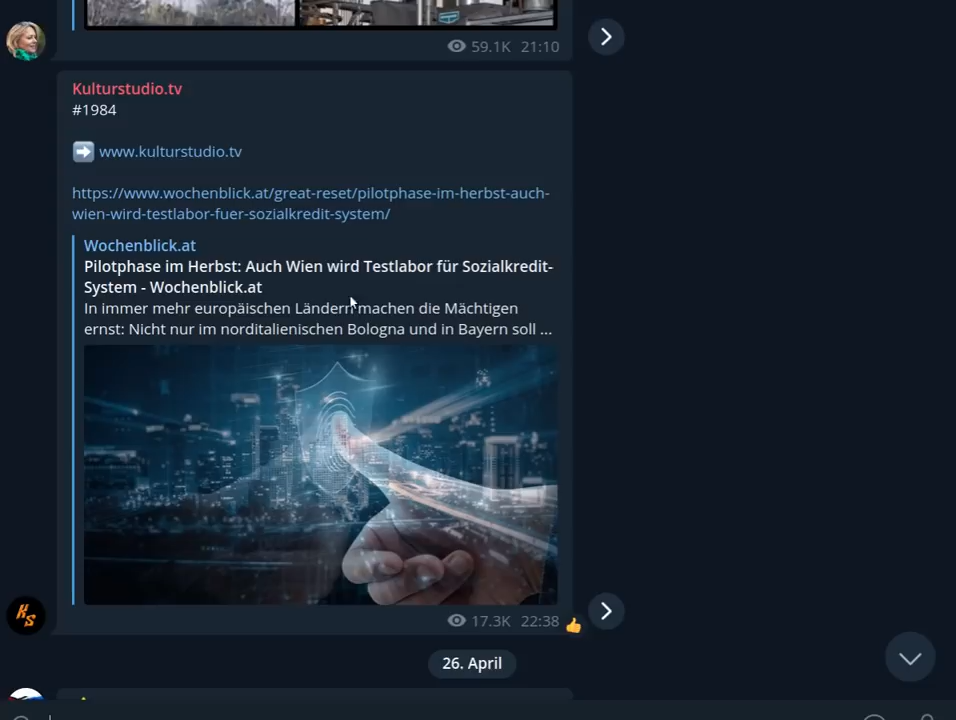 59.1K 21:10
Kulturstudio.tv
#1984
➡ www.kulturstudio.tv
https://www.wochenblick.at/great-reset/pilotphase-im-herbst-auch-
wien-wird-testlabor-fuer-sozialkredit-system/
Wochenblick.at
Pilotphase im Herbst: Auch Wien wird Testlabor für Sozialkredit-
System - Wochenblick.at
In immer mehr europäischen Ländern machen die Mächtigen
ernst: Nicht nur im norditalienischen Bologna und in Bayern soll ...
KS
17.3K 22:38
26. April